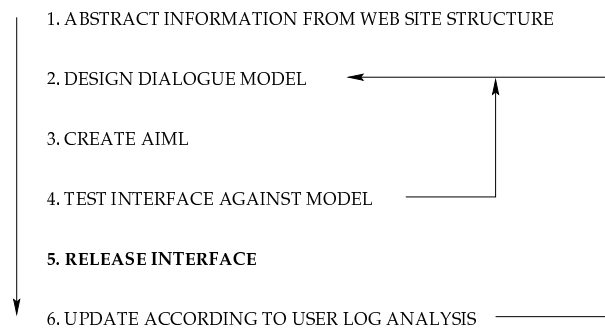 1. ABSTRACT INFORMATION FROM WEB SITE STRUCTURE
2. DESIGN DIALOGUE MODEL
3. CREATE AIML
4. TEST INTERFACE AGAINST MODEL
5. RELEASE INTERFACE
6. UPDATE ACCORDING TO USER LOG ANALYSIS